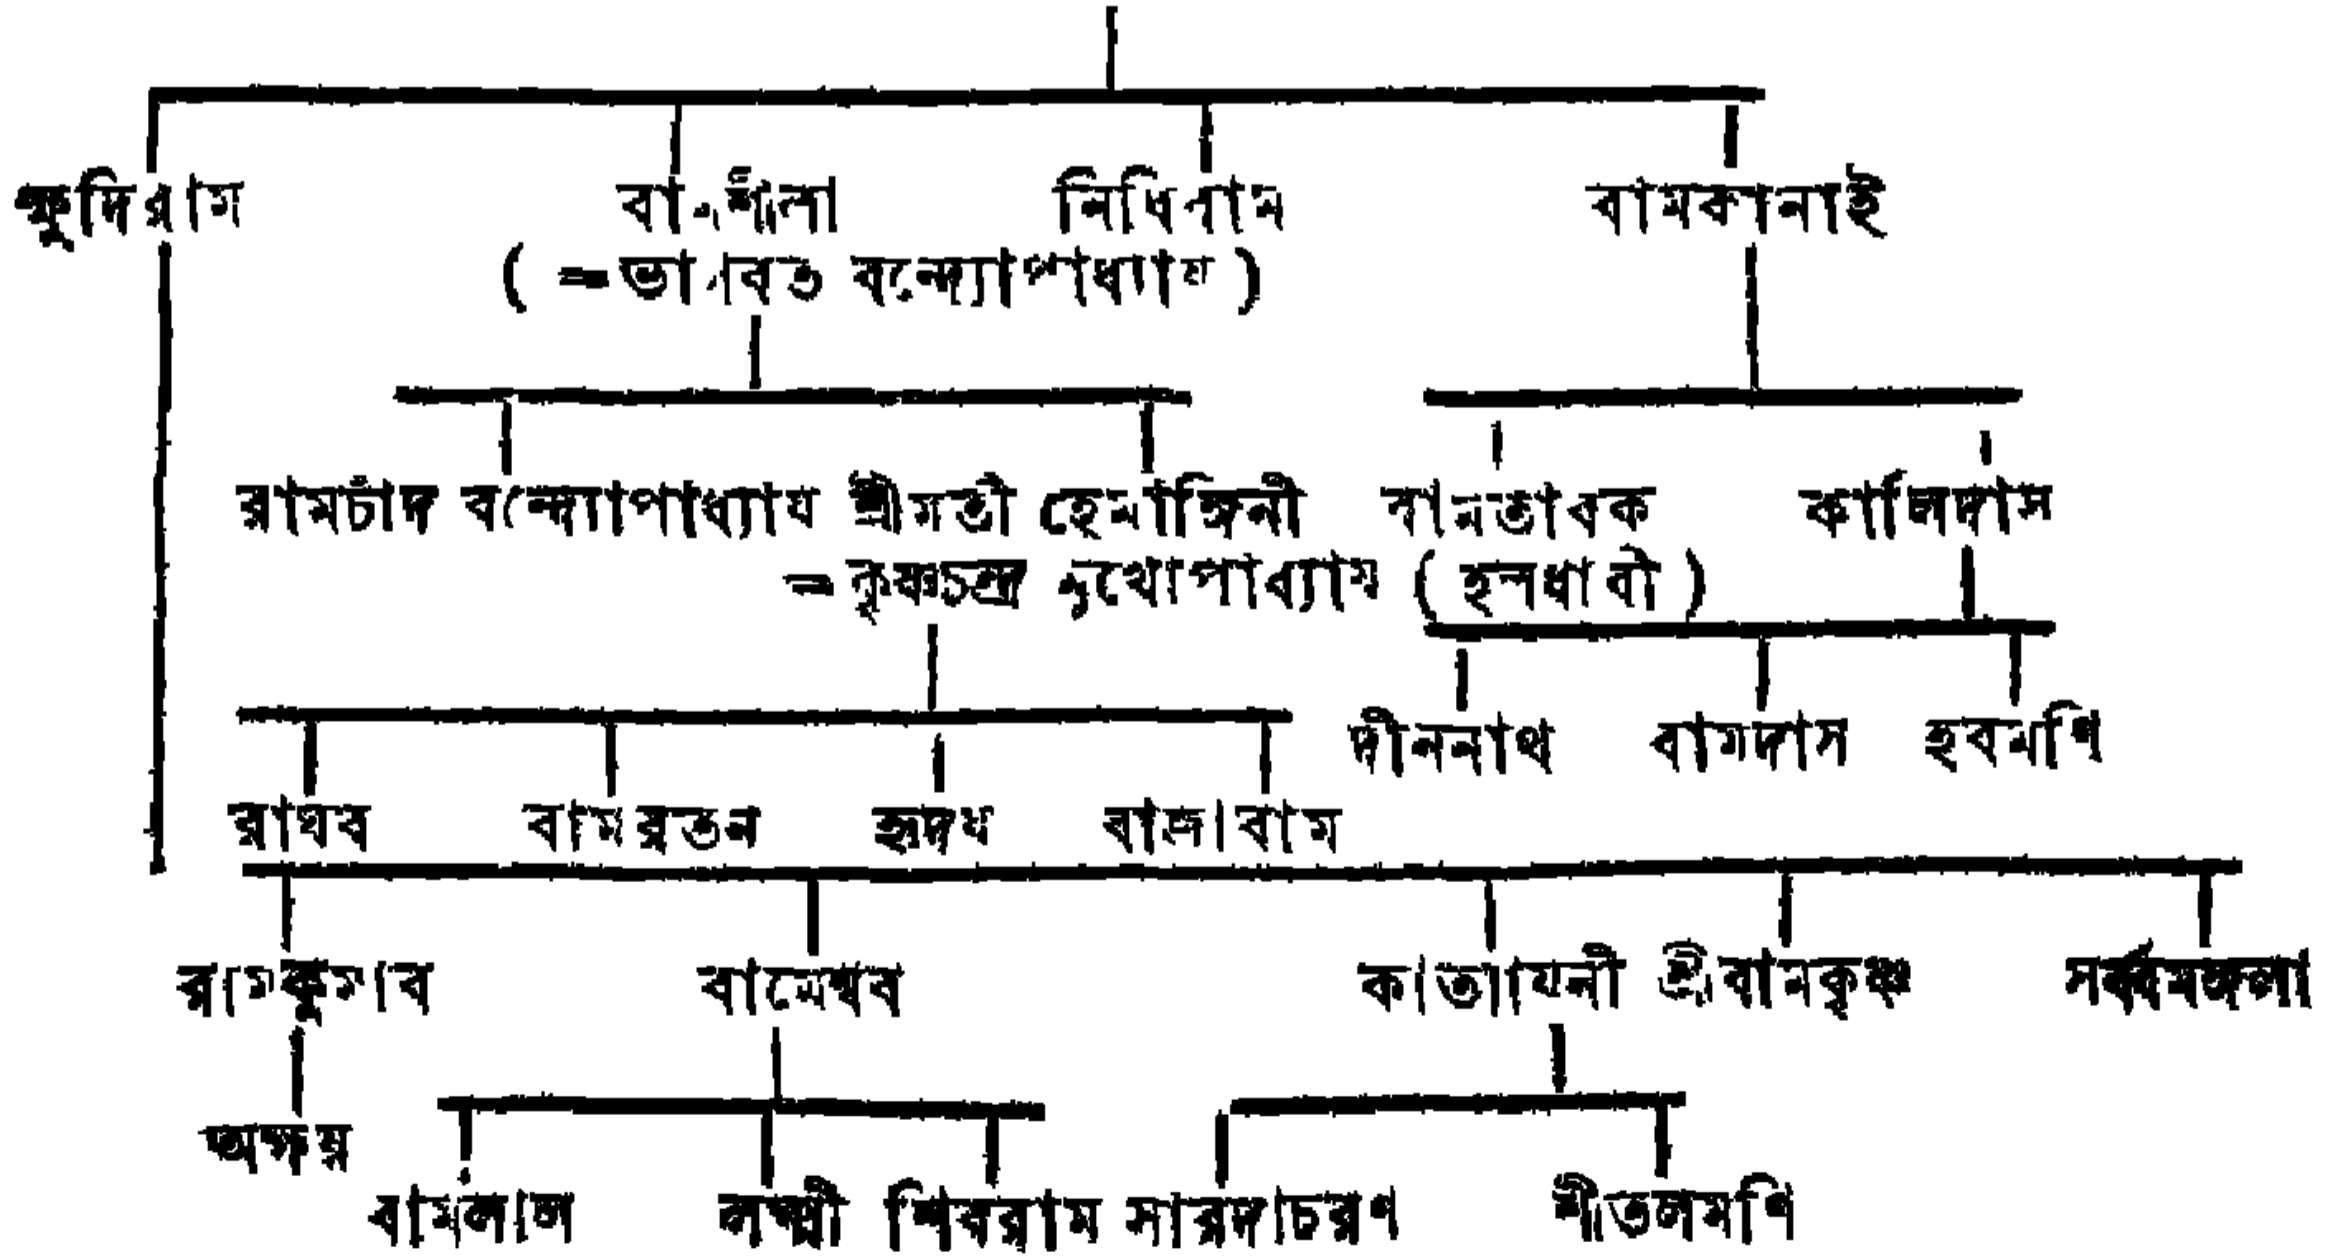 ক্ষুদিরাম রামশীলা নিধিরাম রামকানাই
( =ভাগবত বন্দ্যোপাধ্যায় )
রামচাঁদ বন্দ্যোপাধ্যায় শ্রীমতী হেমাঙ্গিনী রামতারক কালিদাস
=কৃষ্ণচন্দ্র মুখোপাধ্যায় ( হলধারী )
দীননাথ রামদাস হরমণি
রাঘব রামরতন হৃদয় রাজারাম
রামকুমার রামেশ্বর কাত্যায়নী শ্রীরামকৃষ্ণ সর্ব্বমঙ্গলা
অক্ষয়
রামলাল লক্ষ্মী শিবরাম সারদাচরণ শীতলমণি